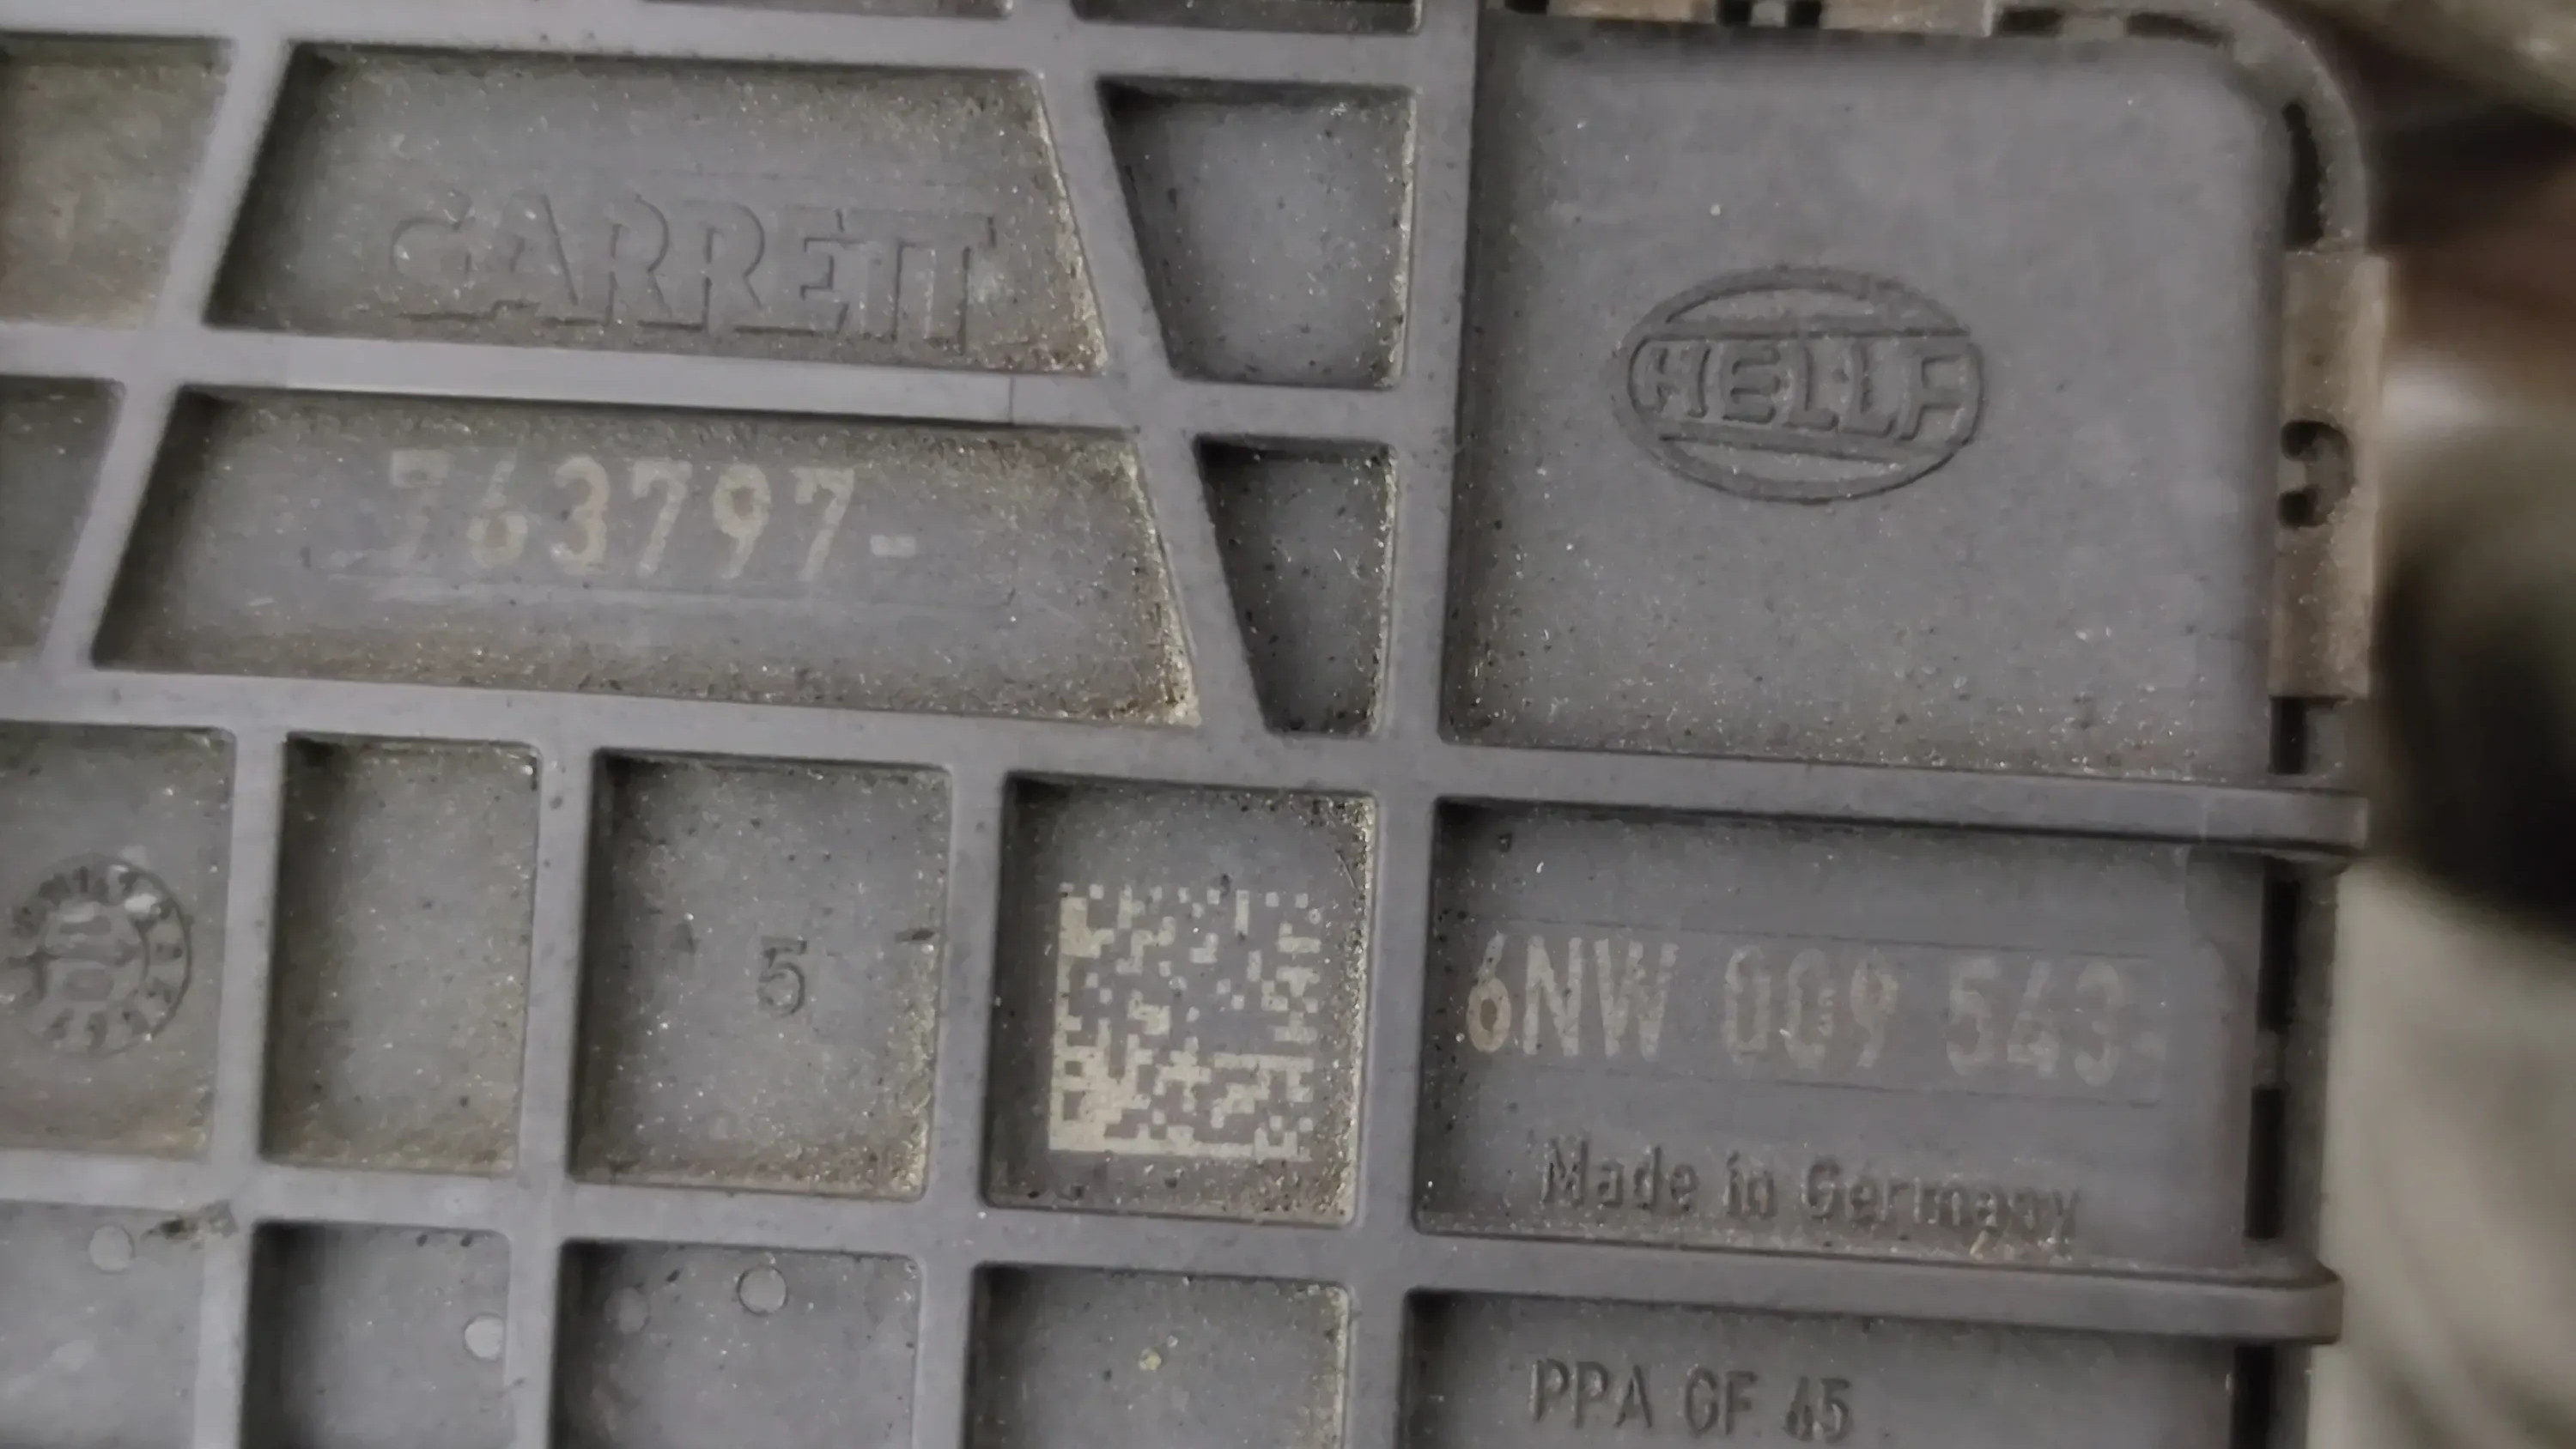 GARRETT
HELLA
763797-
5
6NW 009 543-
Made in Germany
PPA GF 45